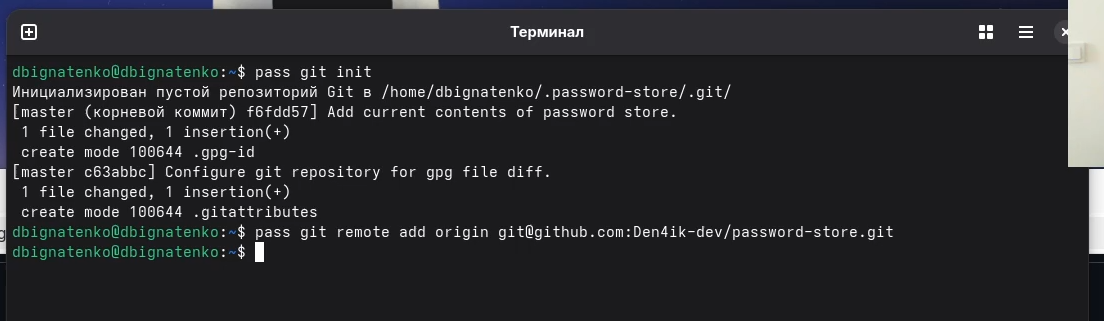 Терминал
dbignatenko@dbignatenko:~$ pass git init
Инициализирован пустой репозиторий Git в /home/dbignatenko/.password-store/.git/
[master (корневой коммит) f6fdd57] Add current contents of password store.
 1 file changed, 1 insertion(+)
 create mode 100644 .gpg-id
[master c63abbc] Configure git repository for gpg file diff.
 1 file changed, 1 insertion(+)
 create mode 100644 .gitattributes
dbignatenko@dbignatenko:~$ pass git remote add origin git@github.com:Den4ik-dev/password-store.git
dbignatenko@dbignatenko:~$